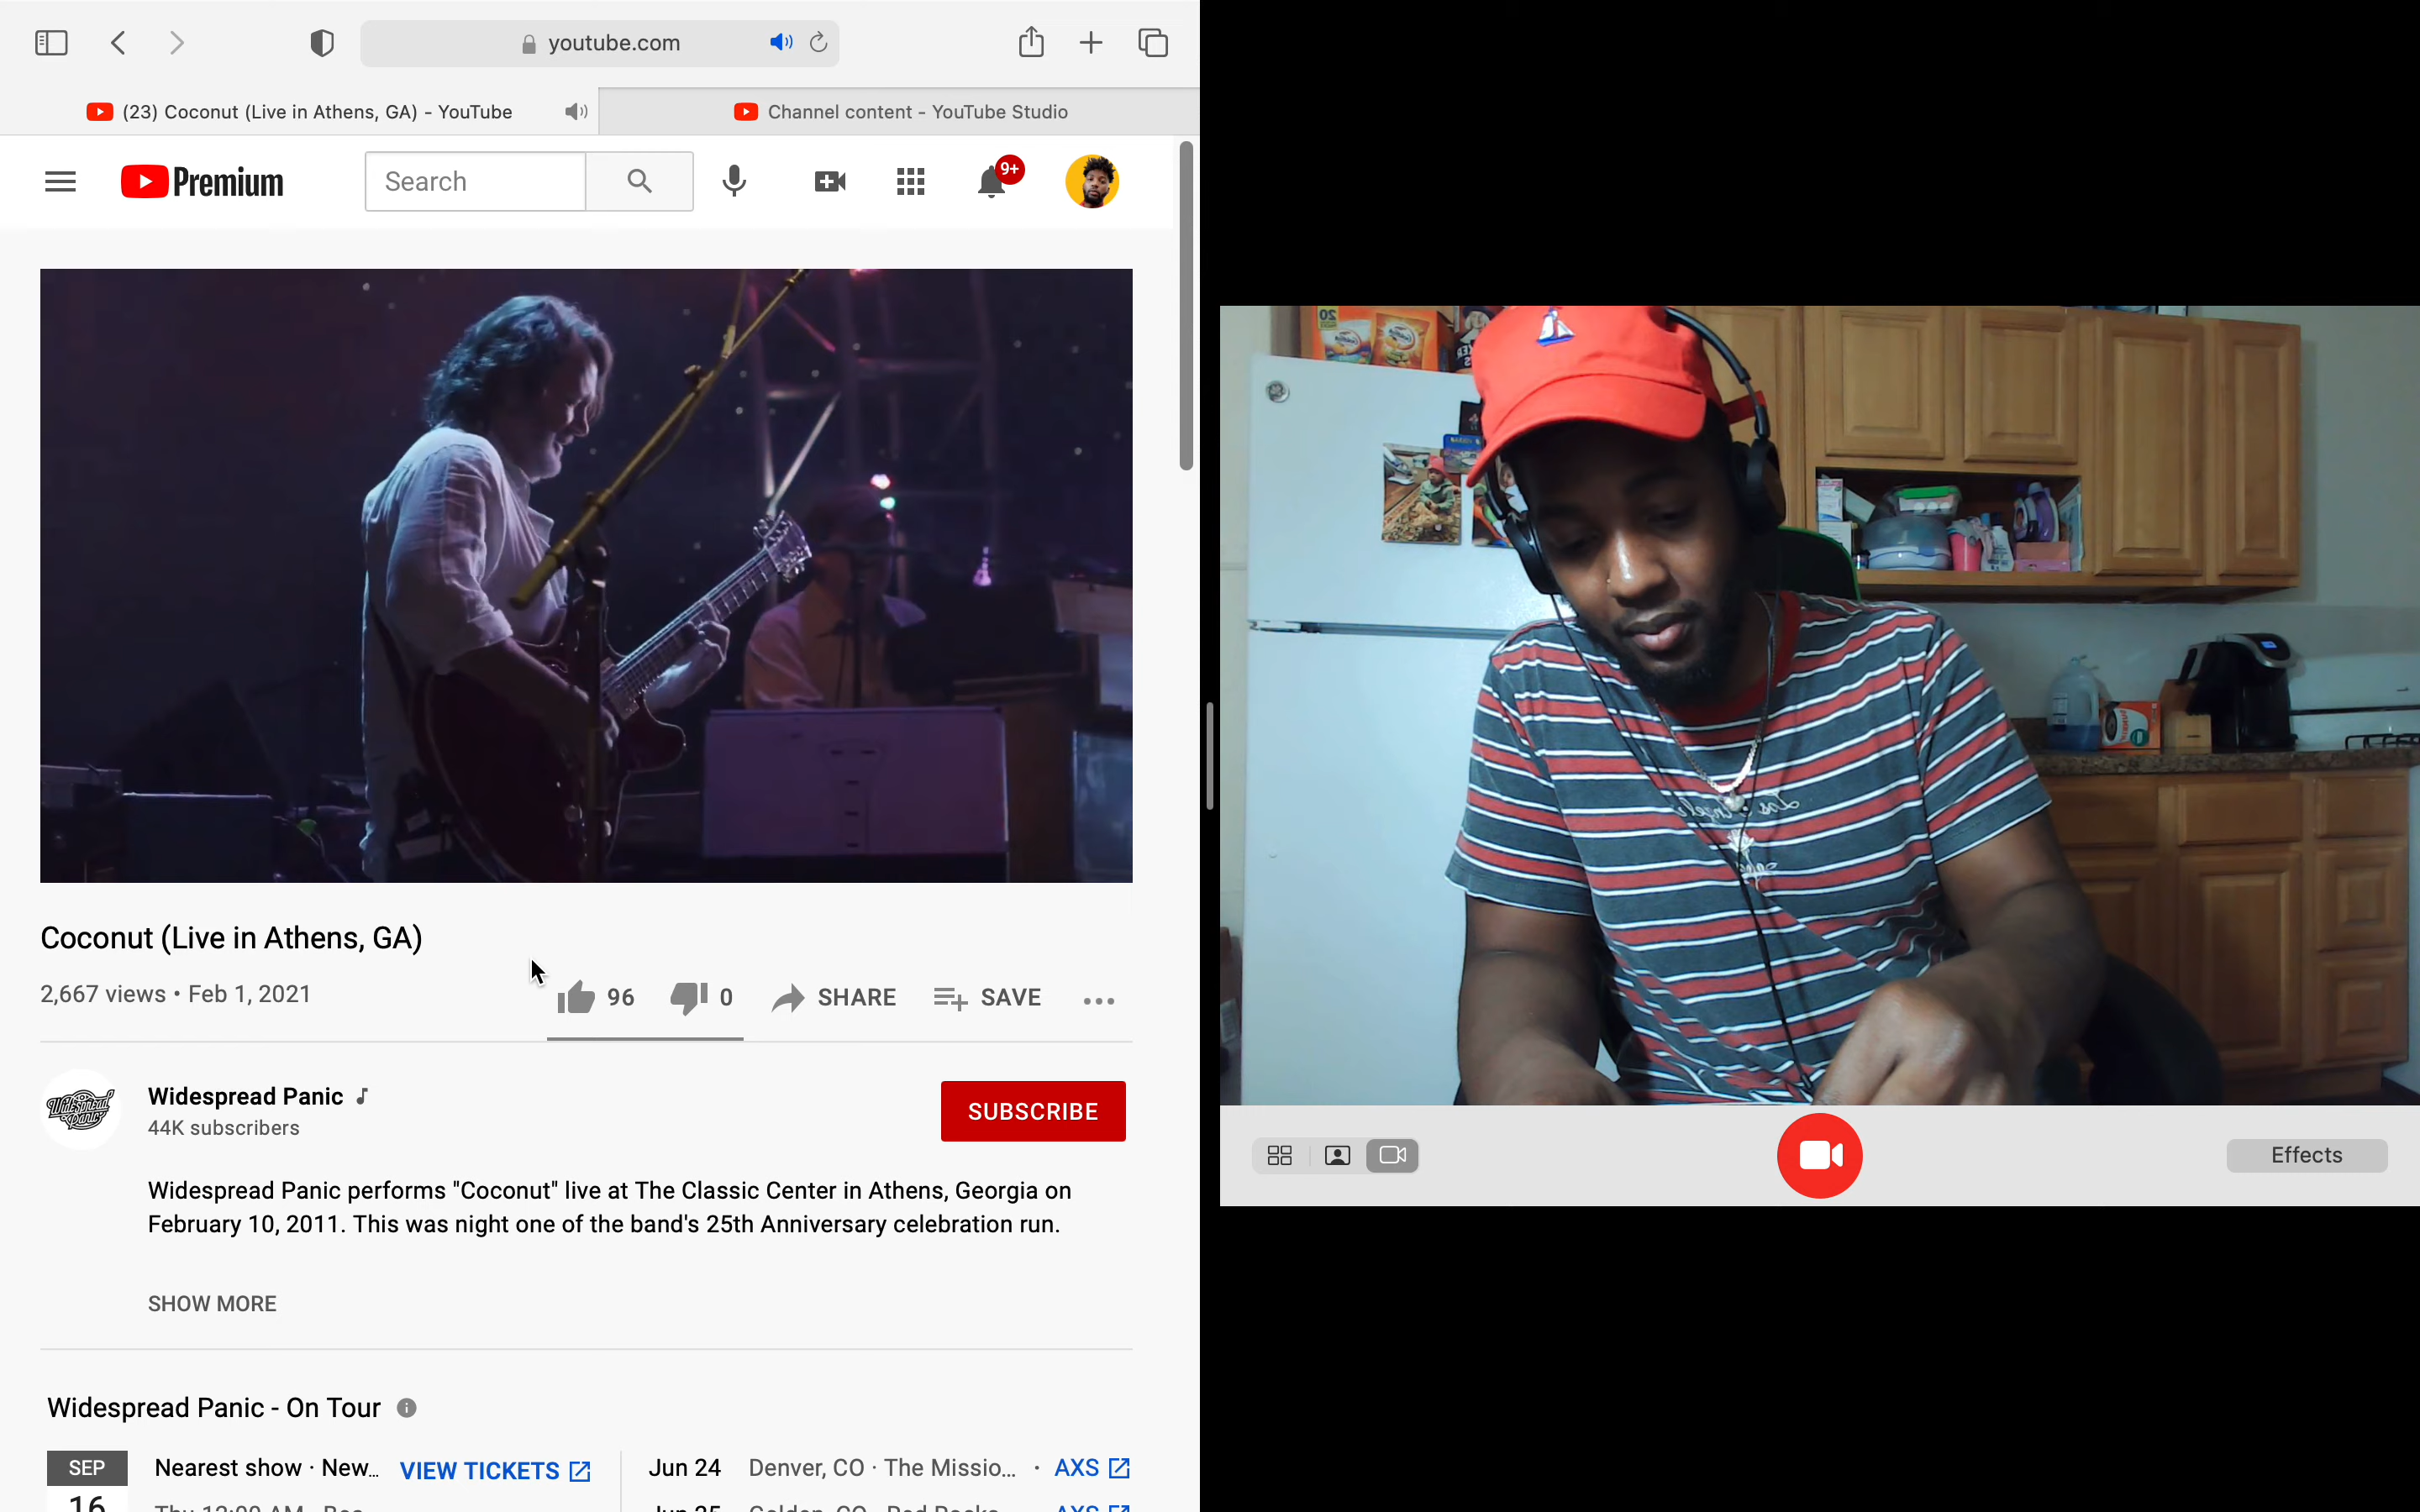 youtube.com
(23) Coconut (Live in Athens, GA) - YouTube
Channel content - YouTube Studio
Premium
Search
9+
Coconut (Live in Athens, GA)
2,667 views • Feb 1, 2021
96
0
SHARE
SAVE
Widespread Panic
44K subscribers
SUBSCRIBE
Widespread Panic performs "Coconut" live at The Classic Center in Athens, Georgia on
February 10, 2011. This was night one of the band's 25th Anniversary celebration run.
SHOW MORE
Widespread Panic - On Tour
SEP
16
Nearest show · New...
VIEW TICKETS
Jun 24
Denver, CO · The Missio...
· AXS
20
Los Angeles
Effects